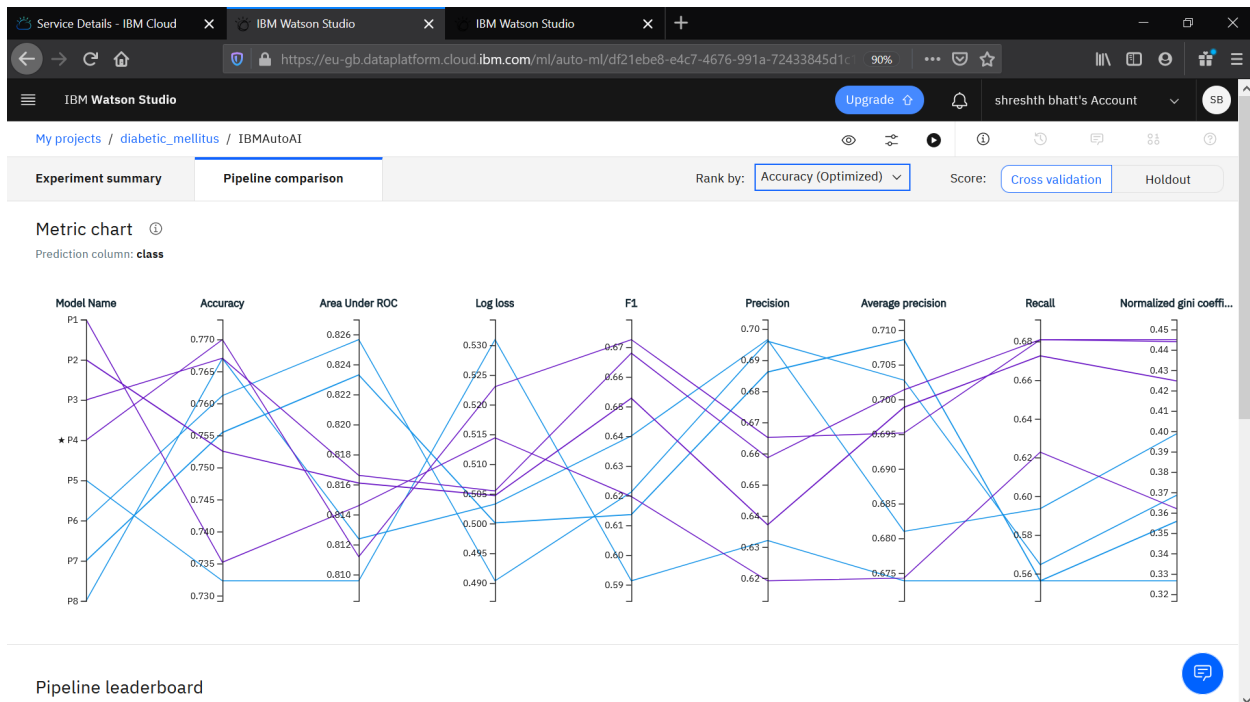 Service Details - IBM Cloud
IBM Watson Studio
IBM Watson Studio
https://eu-gb.dataplatform.cloud.ibm.com/ml/auto-ml/df21ebe8-e4c7-4676-991a-72433845d1c1 90%
IBM Watson Studio
Upgrade
shreshth bhatt's Account
SB
My projects / diabetic_mellitus / IBMAutoAI
Experiment summary
Pipeline comparison
Rank by: Accuracy (Optimized)
Score: Cross validation Holdout
Metric chart
Prediction column: class
Model Name
P1
P2
P3
★ P4
P5
P6
P7
P8
Accuracy
0.770
0.765
0.760
0.755
0.750
0.745
0.740
0.735
0.730
Area Under ROC
0.826
0.824
0.822
0.820
0.818
0.816
0.814
0.812
0.810
Log loss
0.530
0.525
0.520
0.515
0.510
0.505
0.500
0.495
0.490
F1
0.67
0.66
0.65
0.64
0.63
0.62
0.61
0.60
0.59
Precision
0.70
0.69
0.68
0.67
0.66
0.65
0.64
0.63
0.62
Average precision
0.710
0.705
0.700
0.695
0.690
0.685
0.680
0.675
Recall
0.68
0.66
0.64
0.62
0.60
0.58
0.56
Normalized gini coeffi...
0.45
0.44
0.43
0.42
0.41
0.40
0.39
0.38
0.37
0.36
0.35
0.34
0.33
0.32
Pipeline leaderboard